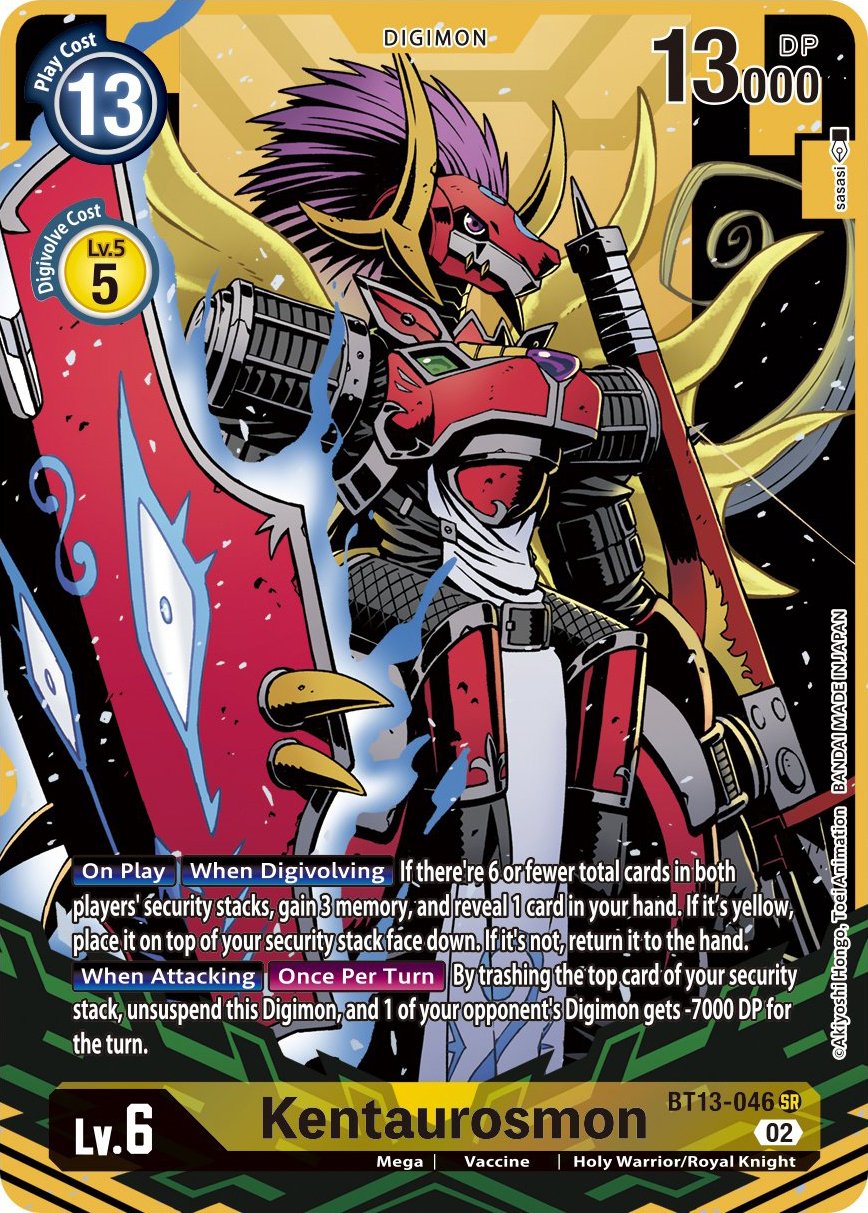 DIGIMON
Play Cost
13
13000
DP
sasasi
Digivolve Cost
Lv.5
5
On Play When Digivolving If there're 6 or fewer total cards in both
players' security stacks, gain 3 memory, and reveal 1 card in your hand. If it's yellow,
place it on top of your security stack face down. If it's not, return it to the hand.
When Attacking Once Per Turn By trashing the top card of your security
stack, unsuspend this Digimon, and 1 of your opponent's Digimon gets -7000 DP for
the turn.
©Akiyoshi Hongo, Toei Animation BANDAI MADE IN JAPAN
Lv.6
Kentaurosmon
BT13-046 SR
02
Mega | Vaccine | Holy Warrior/Royal Knight